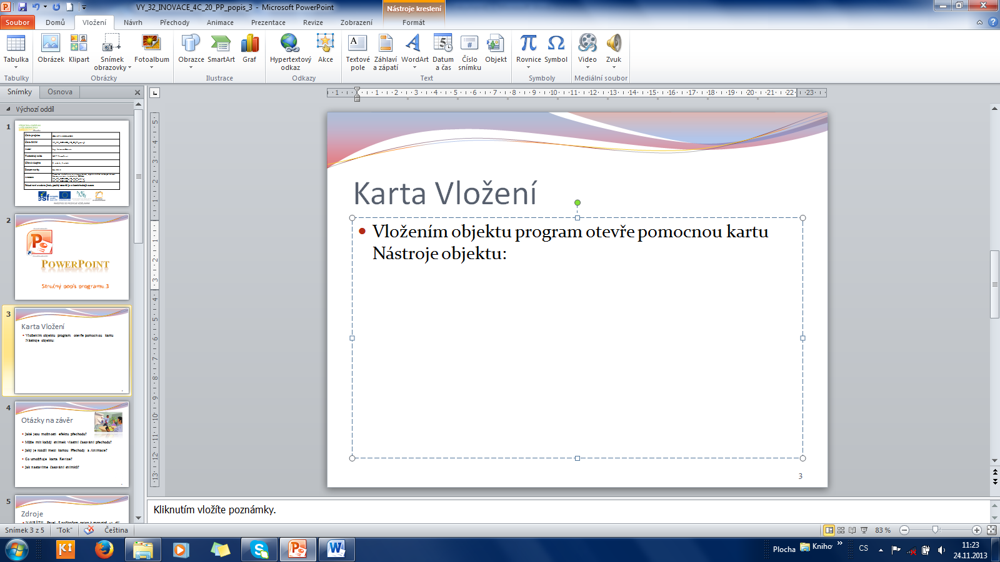 VY_32_INOVACE_4C_20_PP_popis_3 - Microsoft PowerPoint
Nástroje kreslení
Soubor Domů Vložení Návrh Přechody Animace Prezentace Revize Zobrazení Formát
Tabulka Obrázek Klipart Snímek obrazovky Fotoalbum Obrazce SmartArt Graf Hypertextový odkaz Akce Textové pole Záhlaví a zápatí WordArt Datum a čas Číslo snímku Objekt Rovnice Symbol Video Zvuk
Tabulky Obrázky Ilustrace Odkazy Text Symboly Mediální soubor
Snímky Osnova
Výchozí oddíl
1
2
PowerPoint
Stručný popis programu 3
3
Karta Vložení
Vložením objektu program otevře pomocnou kartu
Nástroje objektu:
4
Otázky na závěr
Jaké jsou možnosti efektu přechodu?
Může mít každý snímek vlastní časování přechodu?
Jaký je rozdíl mezi kartou Přechody a Animace?
Co umožňuje karta Revize?
Jak nastavíme časování snímků?
5
Zdroje
Karta Vložení
Vložením objektu program otevře pomocnou kartu
Nástroje objektu:
3
Kliknutím vložíte poznámky.
Snímek 3 z 5 "Tok" Čeština 83 %
Plocha Knihov » CS 11:23
24.11.2013